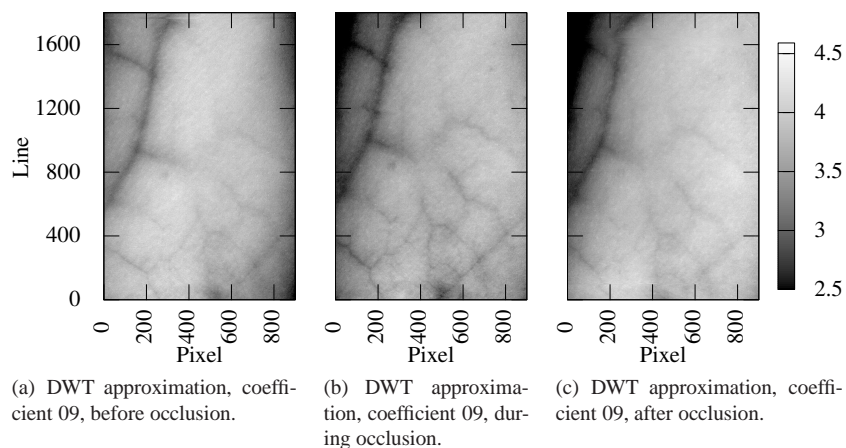 1600
1200
800
400
0
Line
0
200
400
600
800
Pixel
0
200
400
600
800
Pixel
0
200
400
600
800
Pixel
4.5
4
3.5
3
2.5
(a) DWT approximation, coeffi-
cient 09, before occlusion.
(b) DWT approxima-
tion, coefficient 09, dur-
ing occlusion.
(c) DWT approximation, coeffi-
cient 09, after occlusion.